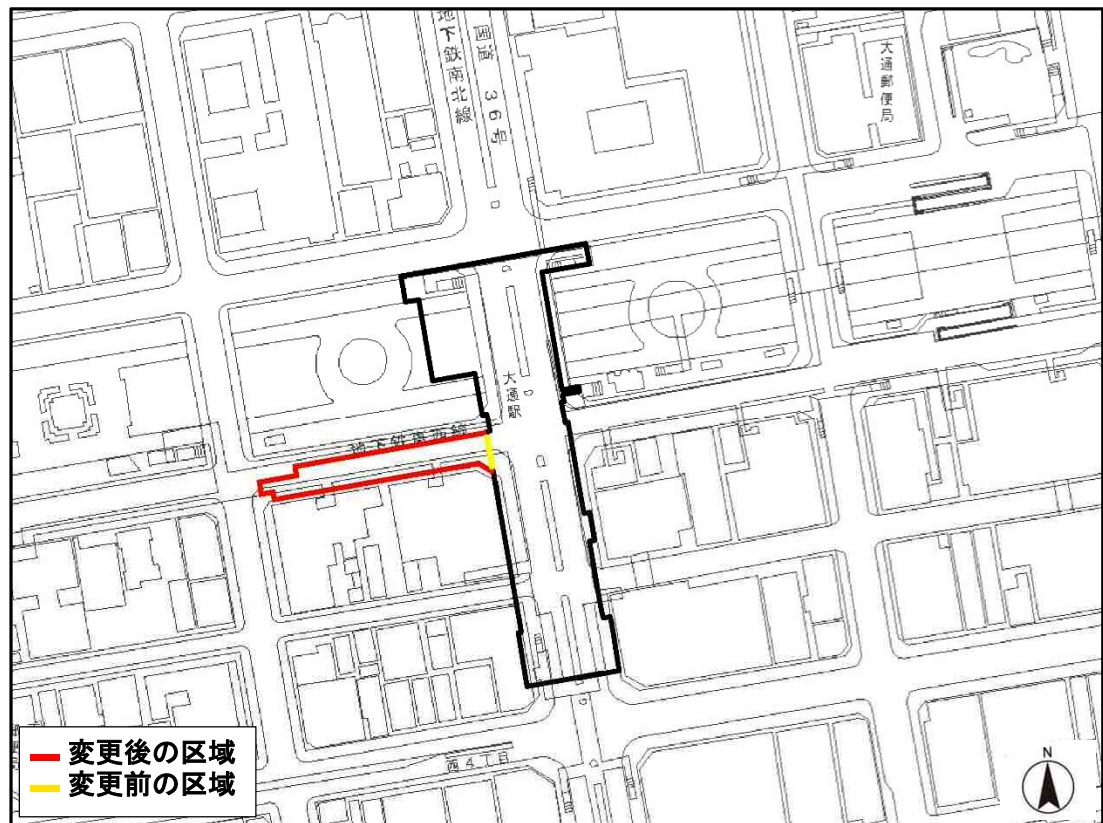 地下鉄南北線
国道36号
大通郵便局
大通駅
地下鉄東西線
西4丁目
変更後の区域
変更前の区域
N